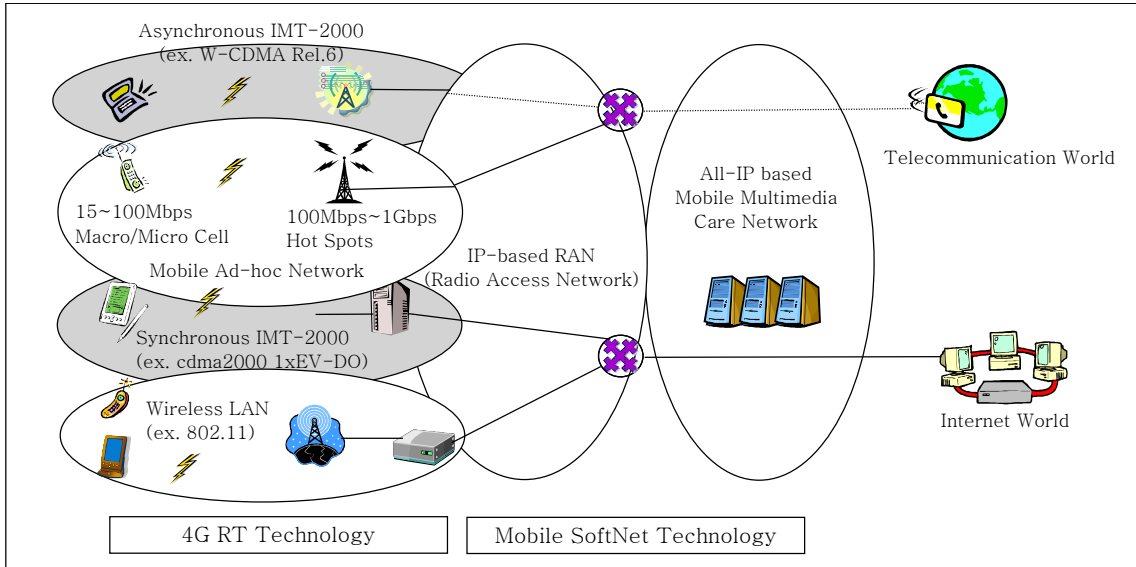 Asynchronous IMT-2000
(ex. W-CDMA Rel.6)
15~100Mbps
Macro/Micro Cell
100Mbps~1Gbps
Hot Spots
Mobile Ad-hoc Network
Synchronous IMT-2000
(ex. cdma2000 1xEV-DO)
Wireless LAN
(ex. 802.11)
IP-based RAN
(Radio Access Network)
All-IP based
Mobile Multimedia
Care Network
Telecommunication World
Internet World
4G RT Technology
Mobile SoftNet Technology